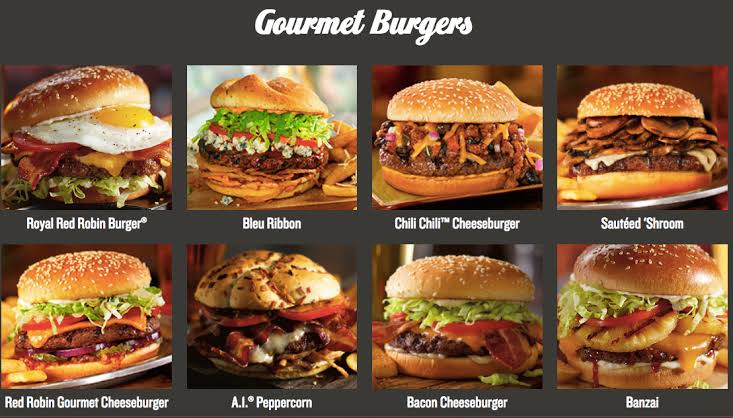 Gourmet Burgers
Royal Red Robin Burger®
Bleu Ribbon
Chili Chili™ Cheeseburger
Sautéed 'Shroom
Red Robin Gourmet Cheeseburger
A.1.® Peppercorn
Bacon Cheeseburger
Banzai